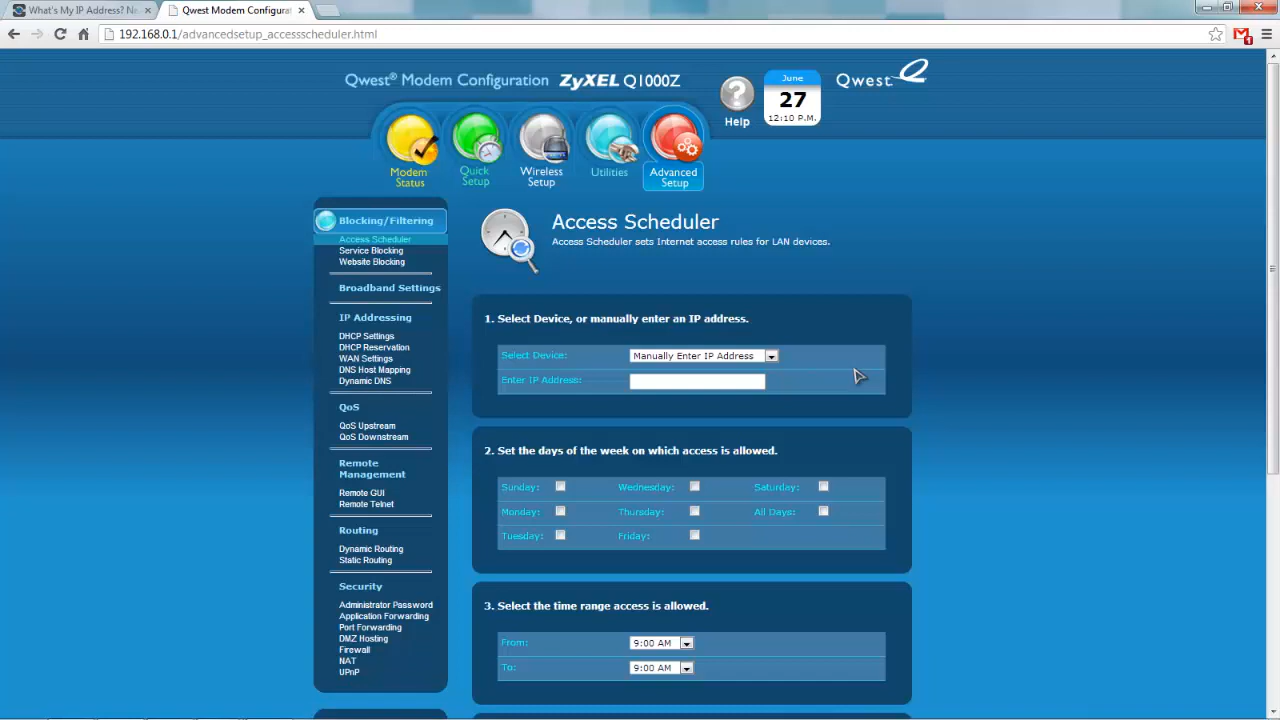 What's My IP Address? Ne
Qwest Modem Configurat
192.168.0.1/advancedsetup_accessscheduler.html
Qwest® Modem Configuration ZyXEL Q1000Z
Help
June
27
12:10 P.M.
Qwest
Modem
Status
Quick
Setup
Wireless
Setup
Utilities
Advanced
Setup
Blocking/Filtering
Access Scheduler
Service Blocking
Website Blocking
Broadband Settings
IP Addressing
DHCP Settings
DHCP Reservation
WAN Settings
DNS Host Mapping
Dynamic DNS
QoS
QoS Upstream
QoS Downstream
Remote
Management
Remote GUI
Remote Telnet
Routing
Dynamic Routing
Static Routing
Security
Administrator Password
Application Forwarding
Port Forwarding
DMZ Hosting
Firewall
NAT
UPnP
Access Scheduler
Access Scheduler sets Internet access rules for LAN devices.
1. Select Device, or manually enter an IP address.
Select Device: Manually Enter IP Address
Enter IP Address:
2. Set the days of the week on which access is allowed.
Sunday: Wednesday: Saturday:
Monday: Thursday: All Days:
Tuesday: Friday:
3. Select the time range access is allowed.
From: 9:00 AM
To: 9:00 AM